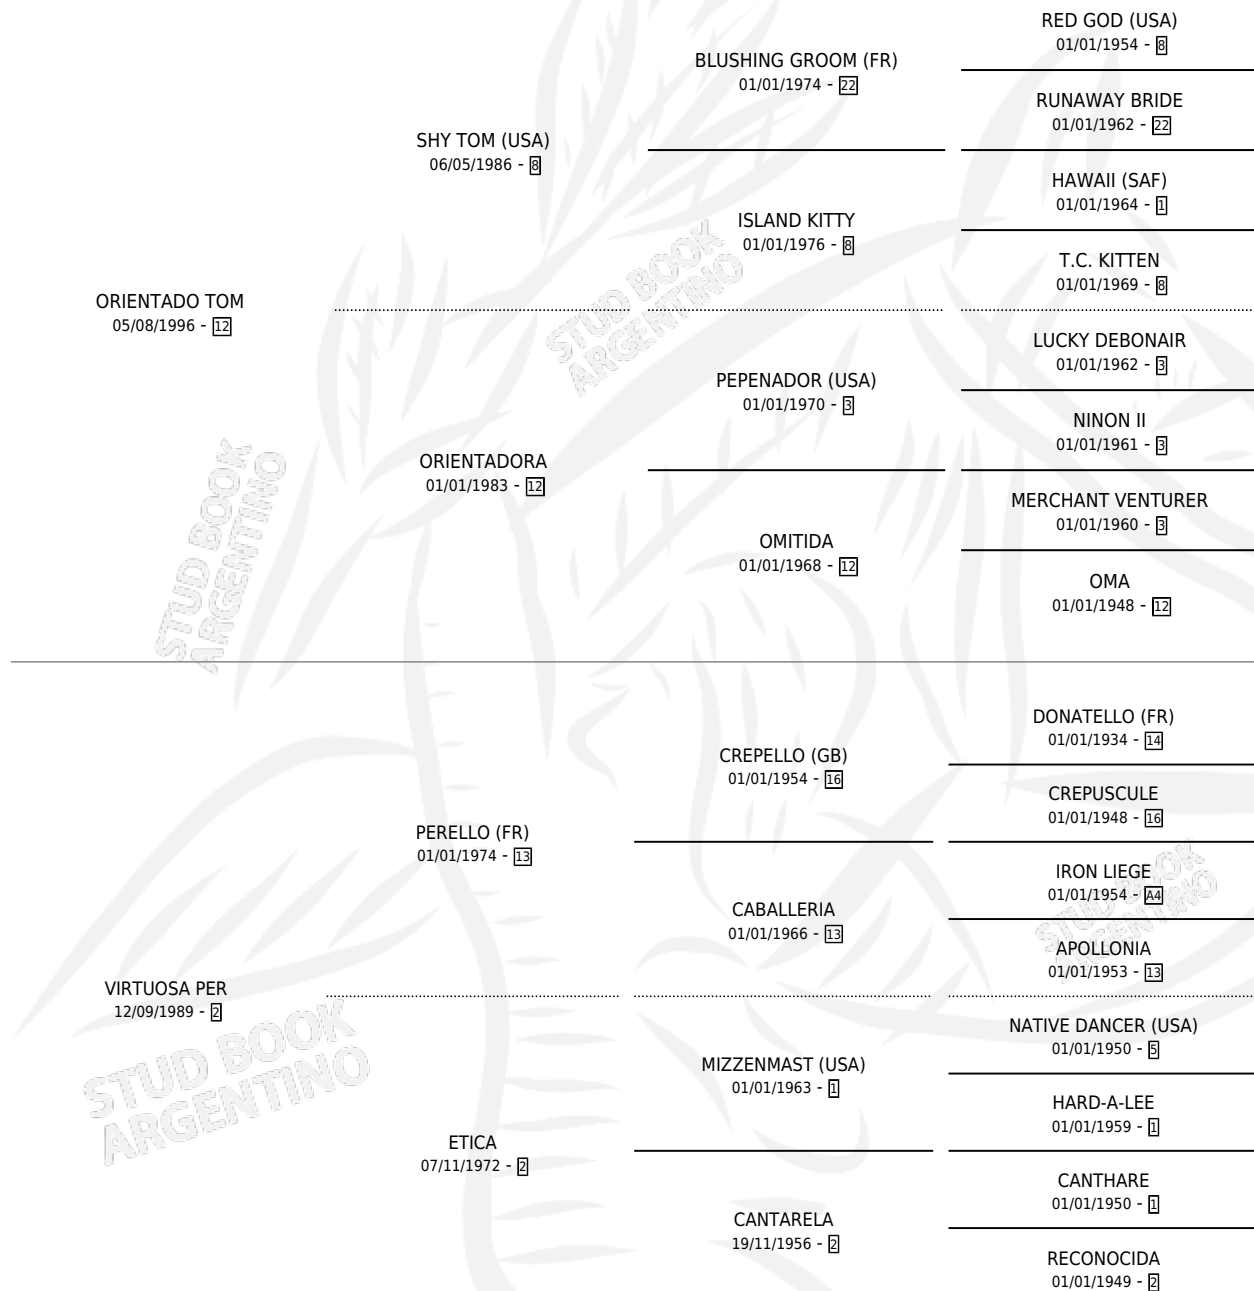 RED GOD (USA)
01/01/1954 - 8
BLUSHING GROOM (FR)
01/01/1974 - 22
RUNAWAY BRIDE
01/01/1962 - 22
SHY TOM (USA)
06/05/1986 - 8
HAWAII (SAF)
01/01/1964 - 1
ISLAND KITTY
01/01/1976 - 8
T.C. KITTEN
01/01/1969 - 8
ORIENTADO TOM
05/08/1996 - 12
STUD BOOK
ARGENTINO
LUCKY DEBONAIR
01/01/1962 - 3
PEPENADOR (USA)
01/01/1970 - 3
NINON II
01/01/1961 - 3
ORIENTADORA
01/01/1983 - 12
STUD BOOK
ARGENTINO
MERCHANT VENTURER
01/01/1960 - 3
OMITIDA
01/01/1968 - 12
OMA
01/01/1948 - 12
DONATELLO (FR)
01/01/1934 - 14
CREPELLO (GB)
01/01/1954 - 16
CREPUSCULE
01/01/1948 - 16
PERELLO (FR)
01/01/1974 - 13
IRON LIEGE
01/01/1954 - A4
CABALLERIA
01/01/1966 - 13
STUD BOOK
ARGENTINO
APOLLONIA
01/01/1953 - 13
VIRTUOSA PER
12/09/1989 - 2
STUD BOOK
ARGENTINO
NATIVE DANCER (USA)
01/01/1950 - 5
MIZZENMAST (USA)
01/01/1963 - 1
HARD-A-LEE
01/01/1959 - 1
ETICA
07/11/1972 - 2
CANTHARE
01/01/1950 - 1
CANTARELA
19/11/1956 - 2
RECONOCIDA
01/01/1949 - 2